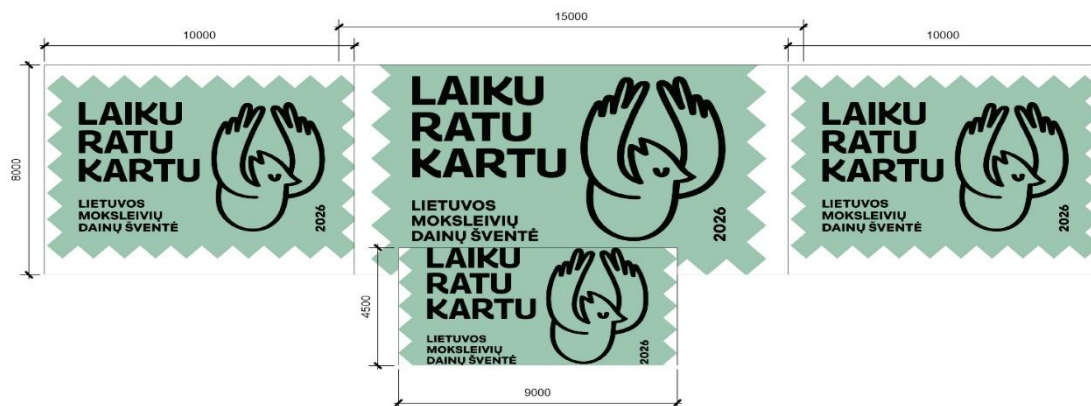 15000
10000
10000
8000
LAIKU
RATU
KARTU
LIETUVOS
MOKSLEIVIŲ
DAINŲ ŠVENTĖ
2026
LAIKU
RATU
KARTU
LIETUVOS
MOKSLEIVIŲ
DAINŲ ŠVENTĖ
2026
LAIKU
RATU
KARTU
LIETUVOS
MOKSLEIVIŲ
DAINŲ ŠVENTĖ
2026
4500
LAIKU
RATU
KARTU
LIETUVOS
MOKSLEIVIŲ
DAINŲ ŠVENTĖ
2026
9000